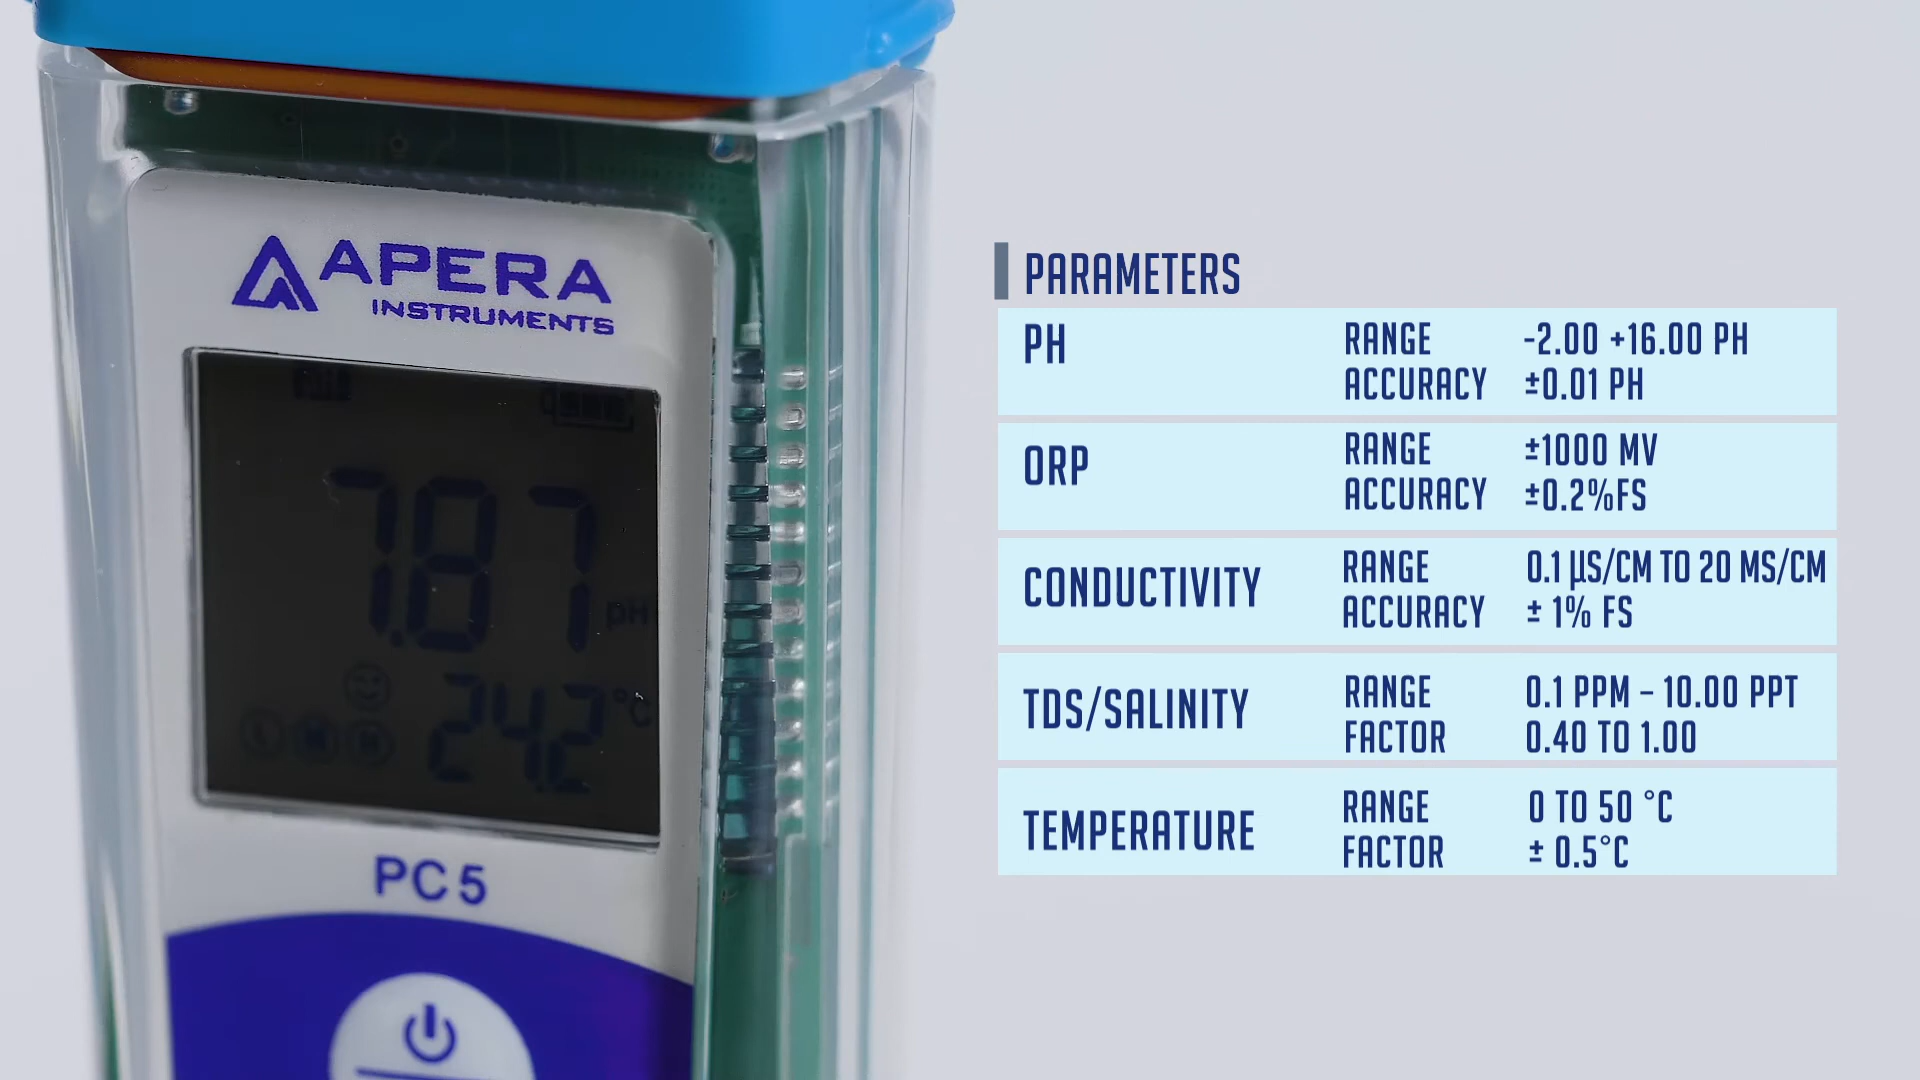 APERA
INSTRUMENTS
7.87
pH
24.2 °C
L M H
PC5
PARAMETERS
PH
RANGE -2.00 +16.00 PH
ACCURACY ±0.01 PH
ORP
RANGE ±1000 MV
ACCURACY ±0.2%FS
CONDUCTIVITY
RANGE 0.1 µS/CM TO 20 MS/CM
ACCURACY ± 1% FS
TDS/SALINITY
RANGE 0.1 PPM – 10.00 PPT
FACTOR 0.40 TO 1.00
TEMPERATURE
RANGE 0 TO 50 °C
FACTOR ± 0.5°C